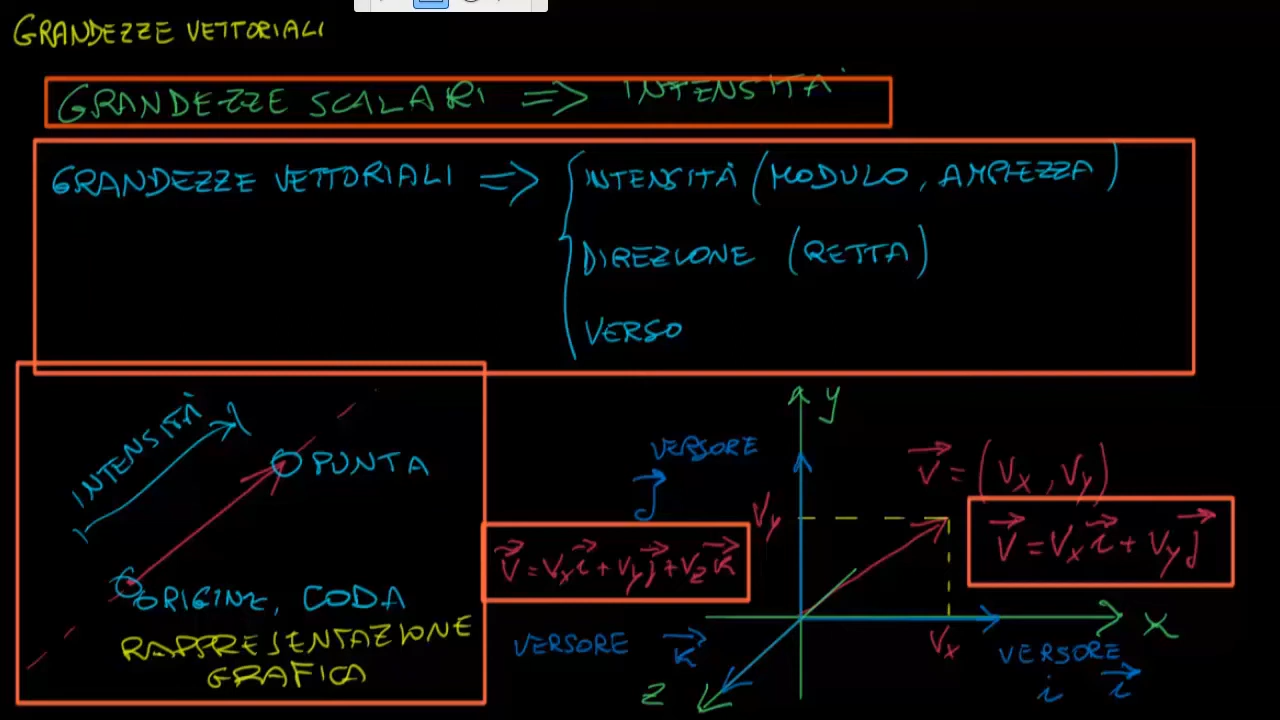 GRANDEZZE VETTORIALI
GRANDEZZE SCALARI => INTENSITÀ
GRANDEZZE VETTORIALI => { INTENSITÀ (MODULO, AMPIEZZA)
DIREZIONE (RETTA)
VERSO
INTENSITÀ
PUNTA
ORIGINE, CODA
RAPPRESENTAZIONE
GRAFICA
y
VERSORE
j⃗
V⃗ = (Vx, Vy)
Vy
V⃗ = Vx i⃗ + Vy j⃗
V⃗ = Vx i⃗ + Vy j⃗ + Vz k⃗
x
VERSORE k⃗
Vx
VERSORE
i i⃗
z